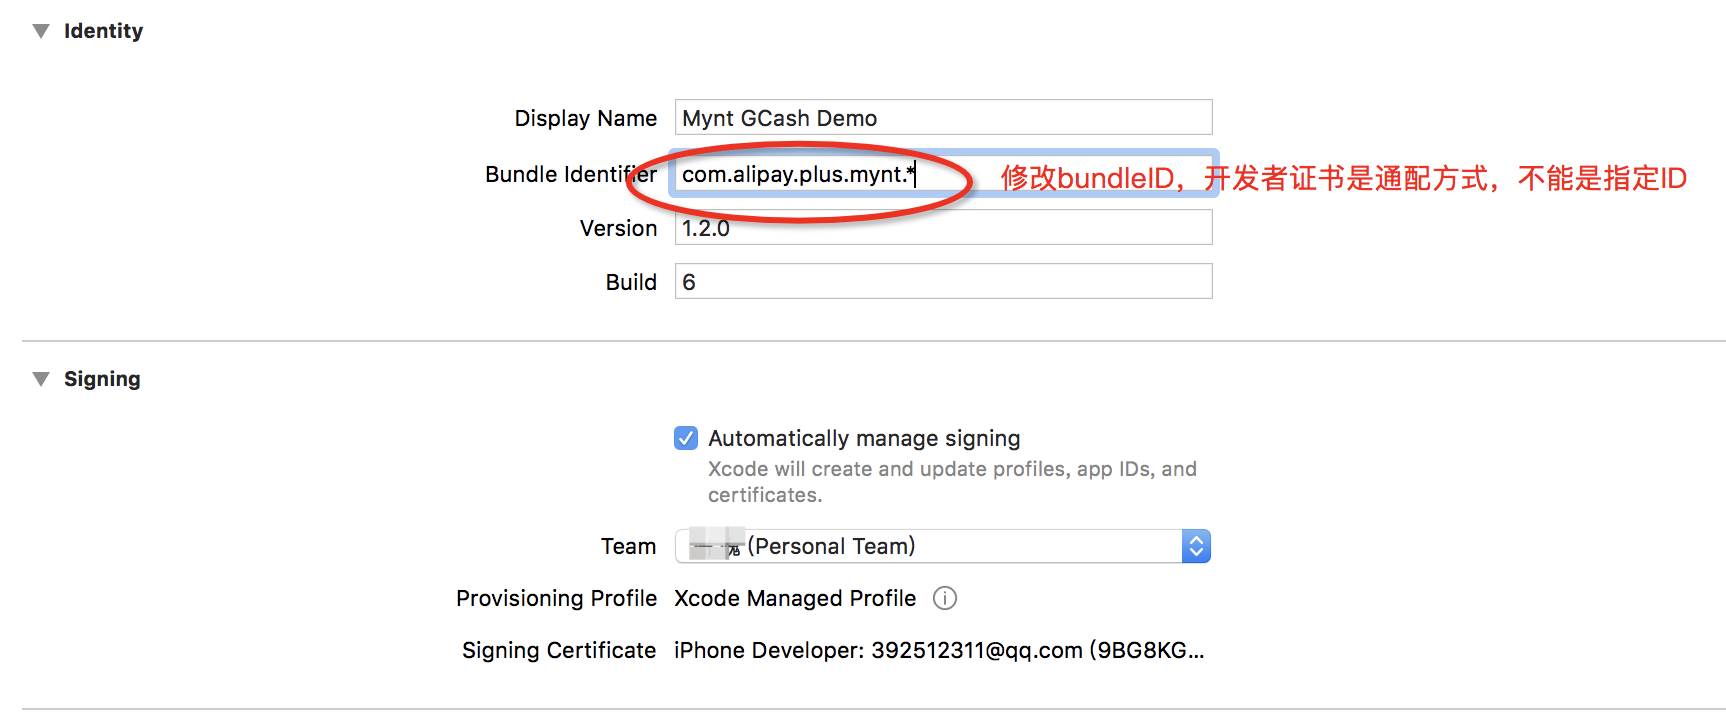 Identity
Display Name Mynt GCash Demo
Bundle Identifier com.alipay.plus.mynt.* 修改bundleID，开发者证书是通配方式，不能是指定ID
Version 1.2.0
Build 6
Signing
Automatically manage signing
Xcode will create and update profiles, app IDs, and
certificates.
Team (Personal Team)
Provisioning Profile Xcode Managed Profile
Signing Certificate iPhone Developer: 392512311@qq.com (9BG8KG...